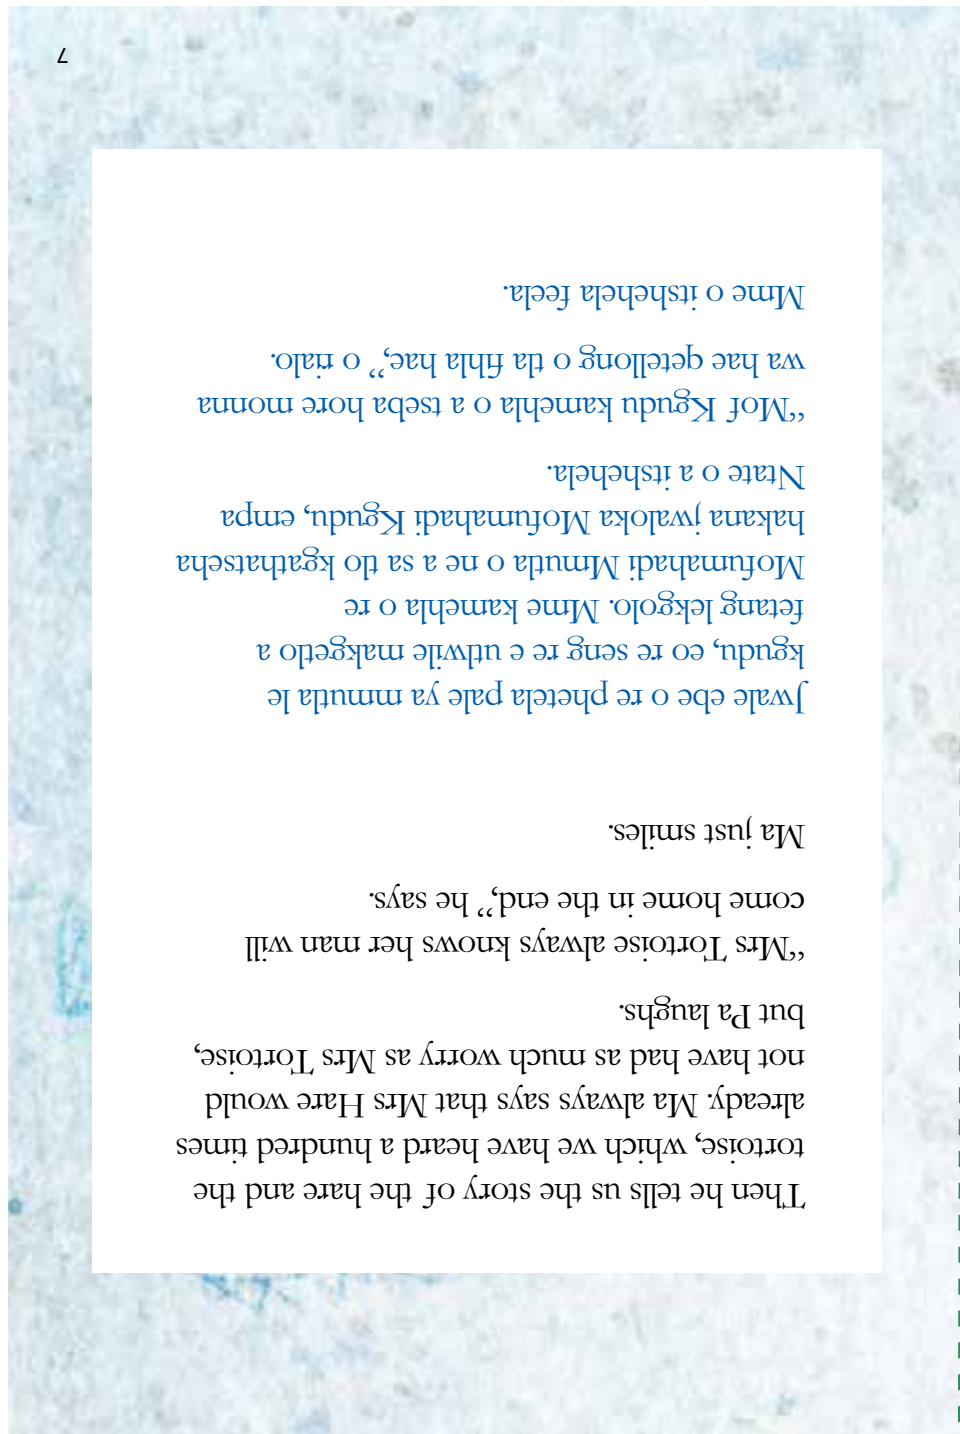 Then he tells us the story of the hare and the
tortoise, which we have heard a hundred times
already. Ma always says that Mrs Hare would
not have had as much worry as Mrs Tortoise,
but Pa laughs.
“Mrs Tortoise always knows her man will
come home in the end,” he says.
Ma just smiles.
Jwale ebe o re phetela pale ya mmutla le
kgudu, eo re seng re e utlwile makgetlo a
fetang lekgolo. Mme kamehla o re
Mofumahadi Mmutla o ne a sa tlo kgathatseha
hakana jwaloka Mofumahadi Kgudu, empa
Ntate o a itshehela.
“Mof Kgudu kamehla o a tseba hore monna
wa hae qetellong o tla fihla hae,” o rialo.
Mme o itshehela feela.
7